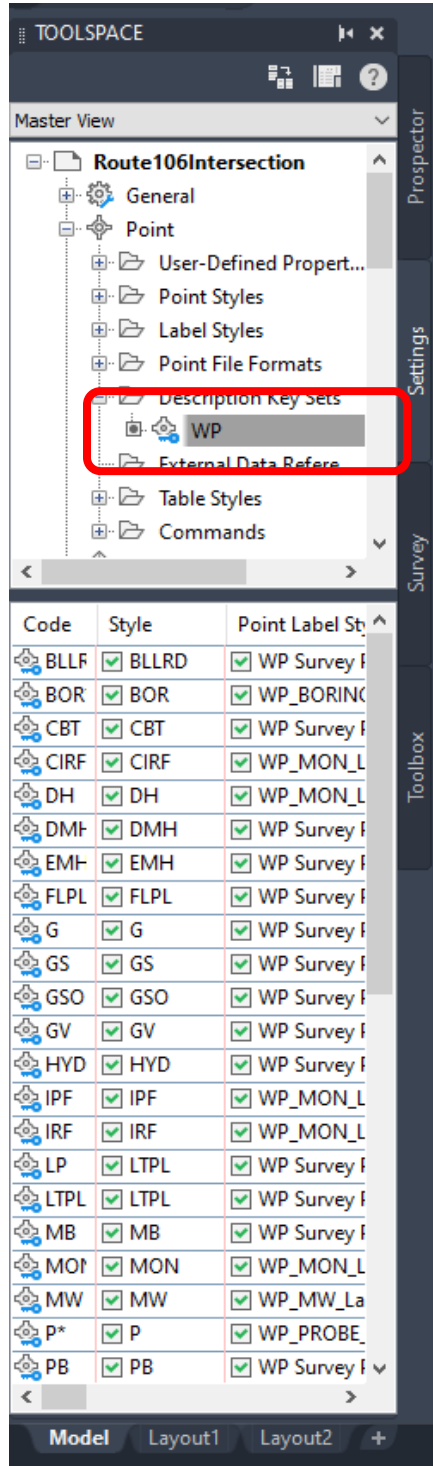 TOOLSPACE
Master View
Route106Intersection
General
Point
User-Defined Propert...
Point Styles
Label Styles
Point File Formats
Description Key Sets
WP
External Data Refere...
Table Styles
Commands
Prospector
Settings
Survey
Toolbox
Code Style Point Label Sty
BLLR BLLRD WP Survey P
BOR BOR WP_BORING
CBT CBT WP Survey P
CIRF CIRF WP_MON_L
DH DH WP_MON_L
DMH DMH WP Survey P
EMH EMH WP Survey P
FLPL FLPL WP Survey P
G G WP Survey P
GS GS WP Survey P
GSO GSO WP Survey P
GV GV WP Survey P
HYD HYD WP Survey P
IPF IPF WP_MON_L
IRF IRF WP_MON_L
LP LTPL WP Survey P
LTPL LTPL WP Survey P
MB MB WP Survey P
MON MON WP_MON_L
MW MW WP_MW_La
P* P WP_PROBE_
PB PB WP Survey P
Model Layout1 Layout2 +